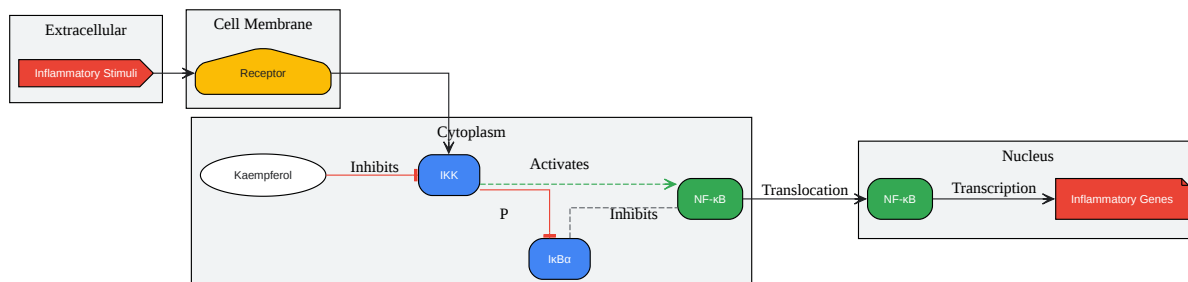 Extracellular
Inflammatory Stimuli
Cell Membrane
Receptor
Cytoplasm
Kaempferol
Inhibits
IKK
Activates
P
IκBα
Inhibits
NF-κB
Translocation
Nucleus
NF-κB
Transcription
Inflammatory Genes